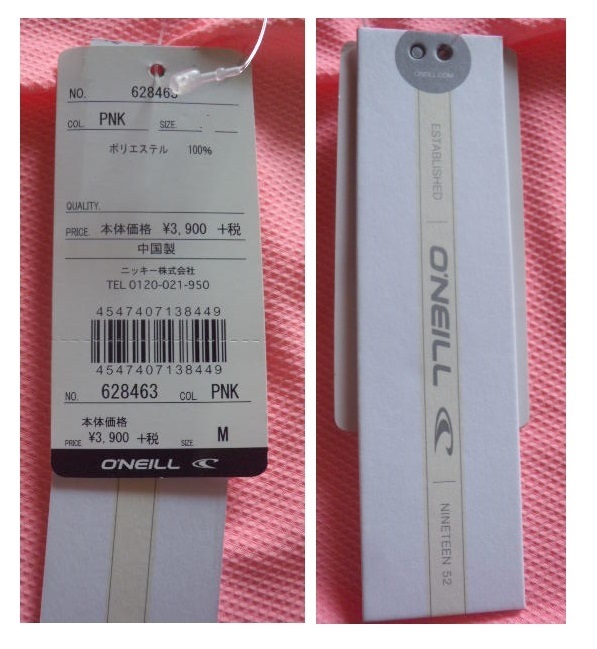 NO. 628463
COL. PNK SIZE.
ポリエステル 100%
QUALITY.
PRICE. 本体価格 ¥3,900 +税
中国製
ニッキー株式会社
TEL 0120-021-950
4547407138449
4547407138449
NO. 628463 COL. PNK
本体価格
PRICE ¥3,900 +税 SIZE. M
O'NEILL
ONEILL.COM
ESTABLISHED
O'NEILL
NINETEEN 52